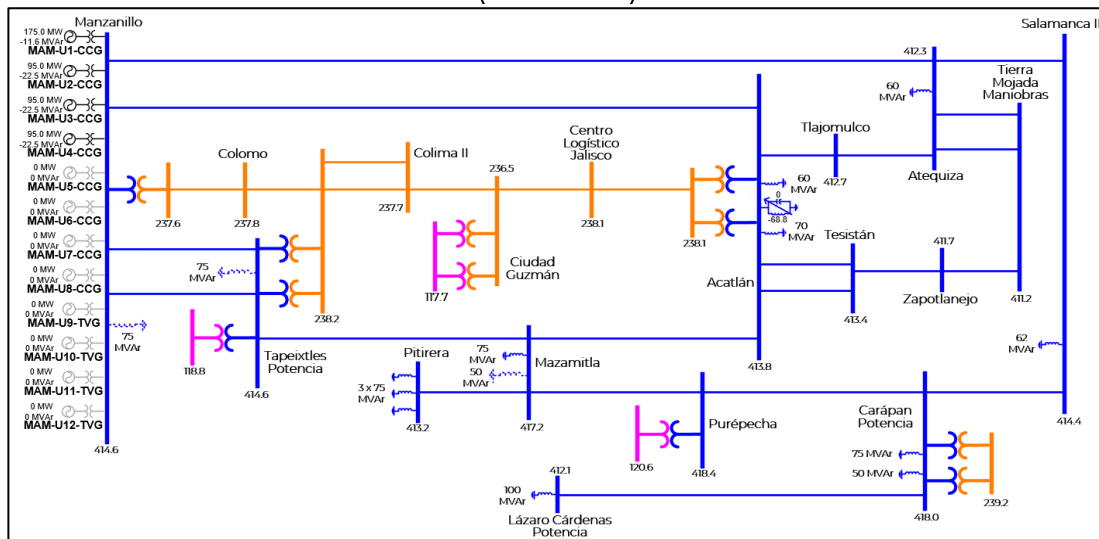 Manzanillo
175.0 MW
-11.6 MVAr
MAM-U1-CCG
95.0 MW
-22.5 MVAr
MAM-U2-CCG
95.0 MW
-22.5 MVAr
MAM-U3-CCG
95.0 MW
-22.5 MVAr
MAM-U4-CCG
0 MW
0 MVAr
MAM-U5-CCG
0 MW
0 MVAr
MAM-U6-CCG
0 MW
0 MVAr
MAM-U7-CCG
0 MW
0 MVAr
MAM-U8-CCG
0 MW
0 MVAr
MAM-U9-TVG
0 MW
0 MVAr
MAM-U10-TVG
0 MW
0 MVAr
MAM-U11-TVG
0 MW
0 MVAr
MAM-U12-TVG
414.6
75
MVAr
237.6
Colomo
237.8
75
MVAr
118.8
Tapeixtles
Potencia
414.6
238.2
Colima II
237.7
236.5
Ciudad
Guzmán
117.7
Centro
Logístico
Jalisco
238.1
238.1
60
MVAr
0
-68.8
70
MVAr
Acatlán
413.8
Tlajomulco
412.7
412.3
60
MVAr
Atequiza
Tierra
Mojada
Maniobras
411.2
Tesistán
413.4
411.7
Zapotlanejo
Salamanca II
62
MVAr
414.4
Pitirera
3 x 75
MVAr
413.2
75
MVAr
50
MVAr
Mazamitla
417.2
120.6
Purépecha
418.4
Carápan
Potencia
75 MVAr
50 MVAr
418.0
239.2
412.1
100
MVAr
Lázaro Cárdenas
Potencia